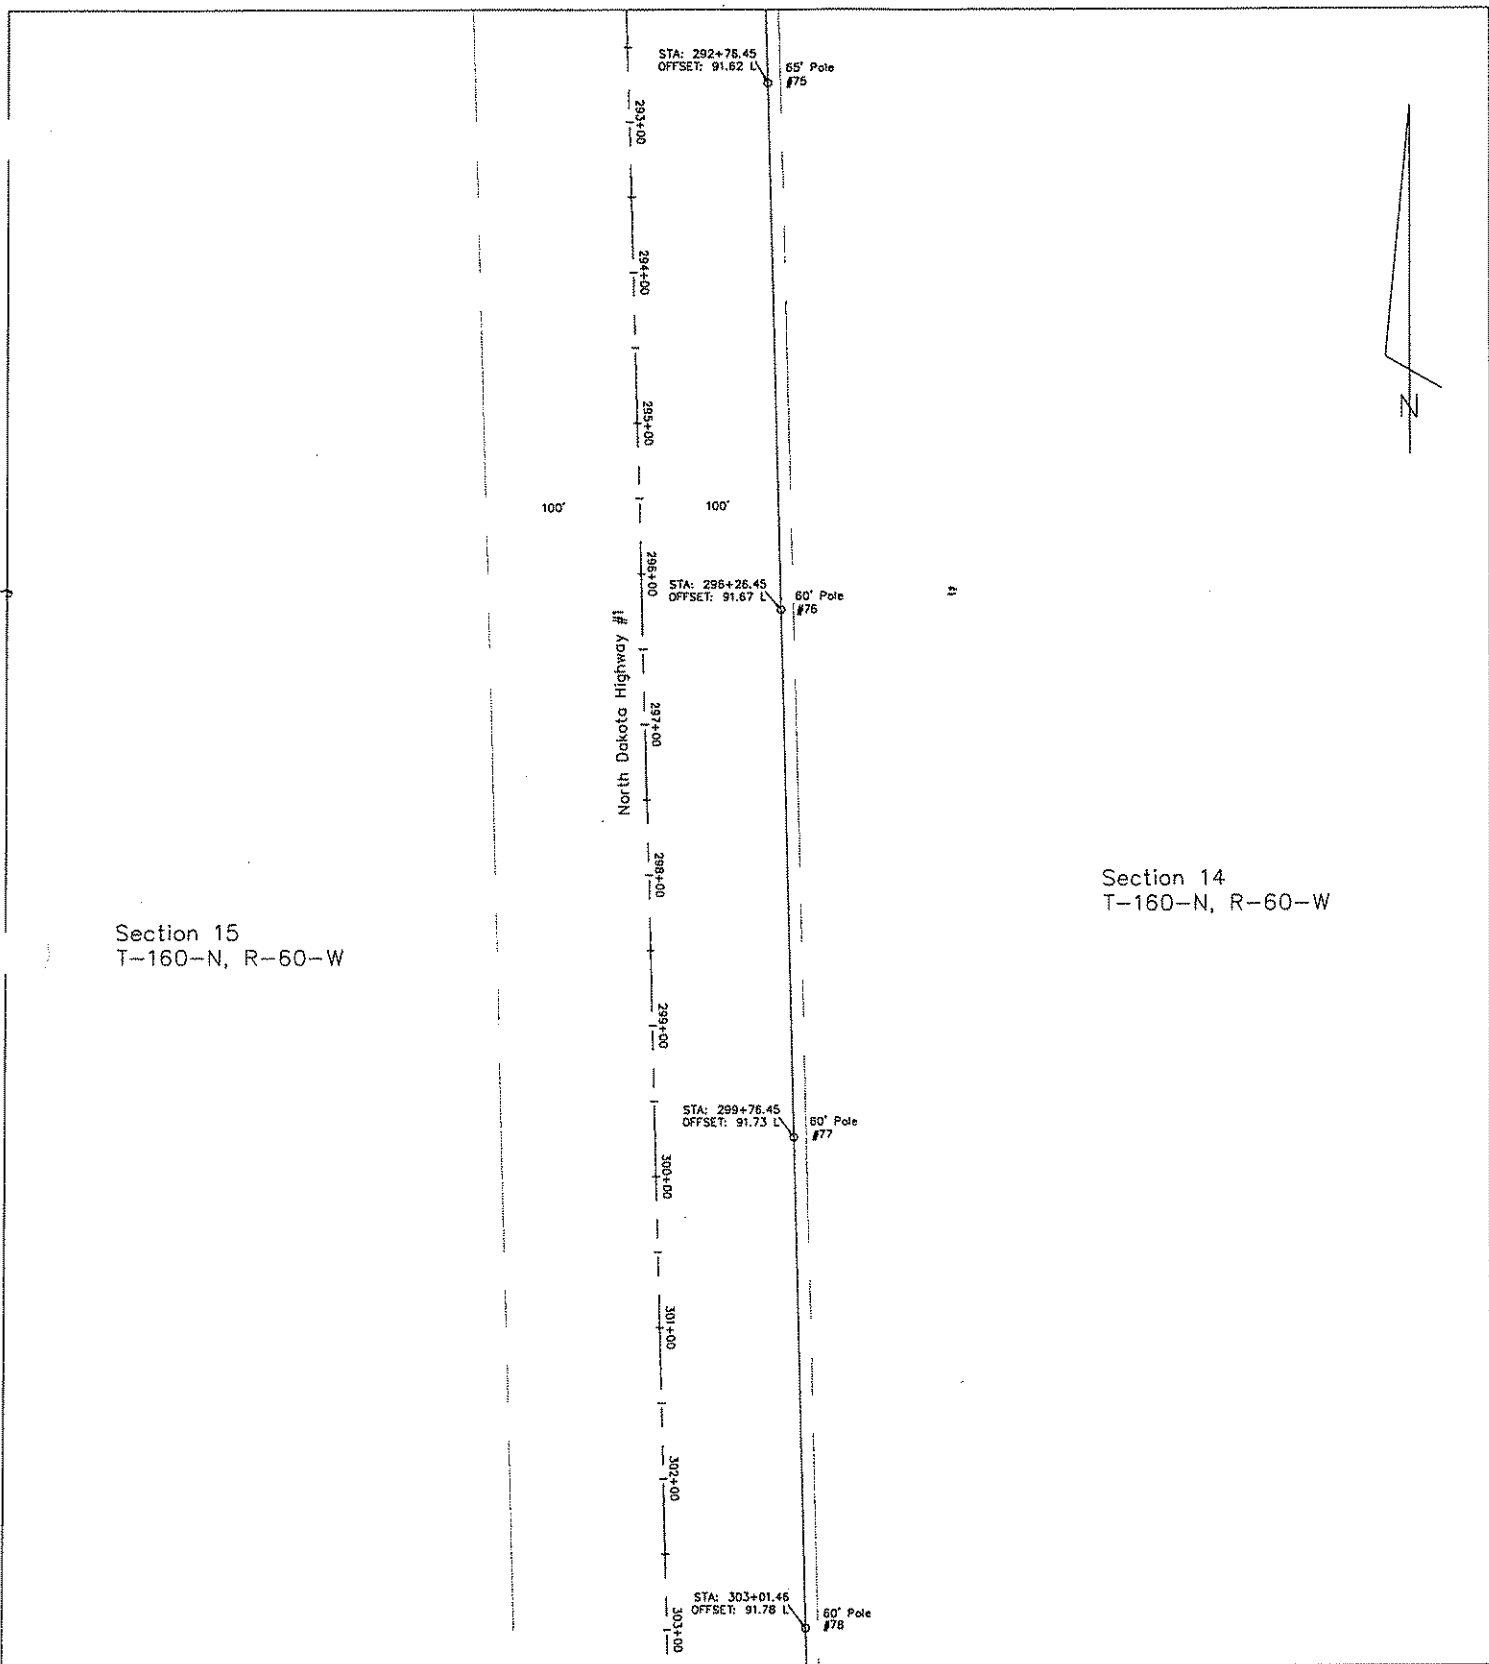 STA: 292+76.45
OFFSET: 91.62 L
65' Pole
#75
293+00
294+00
295+00
100'
100'
296+00
STA: 296+26.45
OFFSET: 91.67 L
60' Pole
#76
North Dakota Highway #1
297+00
298+00
Section 14
T-160-N, R-60-W
Section 15
T-160-N, R-60-W
299+00
STA: 299+76.45
OFFSET: 91.73 L
60' Pole
#77
300+00
301+00
302+00
STA: 303+01.46
OFFSET: 91.78 L
60' Pole
#78
303+00
N